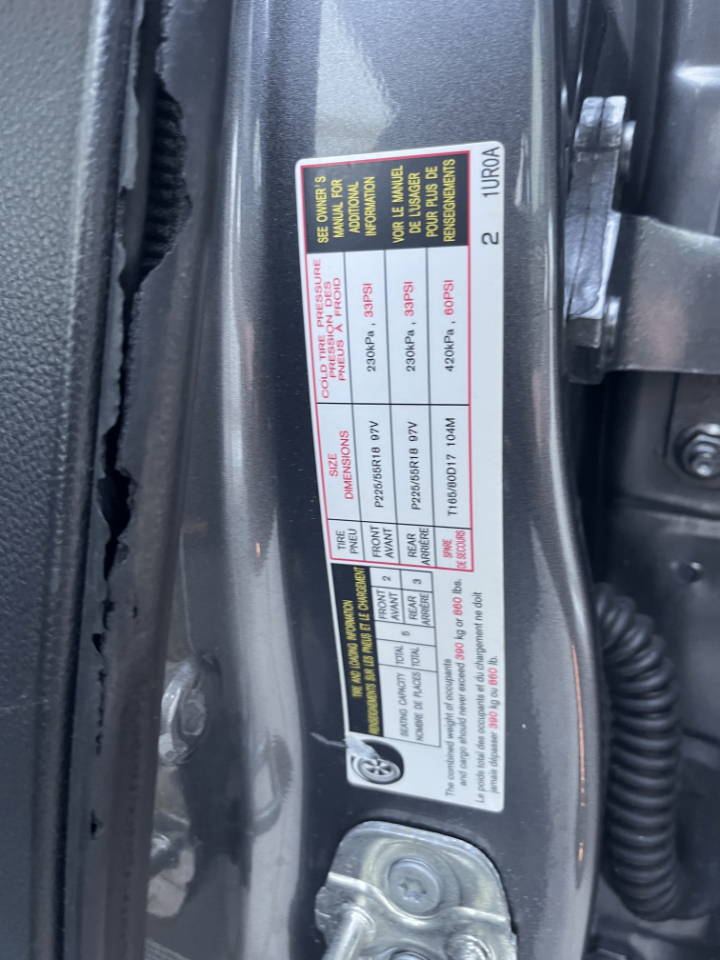 TIRE AND LOADING INFORMATION
RENSEIGNEMENTS SUR LES PNEUS ET LE CHARGEMENT
SEATING CAPACITY TOTAL 5 FRONT 2
AVANT
NOMBRE DE PLACES TOTAL REAR 3
ARRIÈRE
The combined weight of occupants
and cargo should never exceed 390 kg or 860 lbs.
Le poids total des occupants et du chargement ne doit
jamais dépasser 390 kg ou 860 lb.
TIRE SIZE COLD TIRE PRESSURE
PNEU DIMENSIONS PRESSION DES
PNEUS À FROID
FRONT P225/55R18 97V 230kPa , 33PSI
AVANT
REAR P225/55R18 97V 230kPa , 33PSI
ARRIÈRE
SPARE T165/80D17 104M 420kPa , 60PSI
DE SECOURS
SEE OWNER'S
MANUAL FOR
ADDITIONAL
INFORMATION
VOIR LE MANUEL
DE L'USAGER
POUR PLUS DE
RENSEIGNEMENTS
2 1UR0A